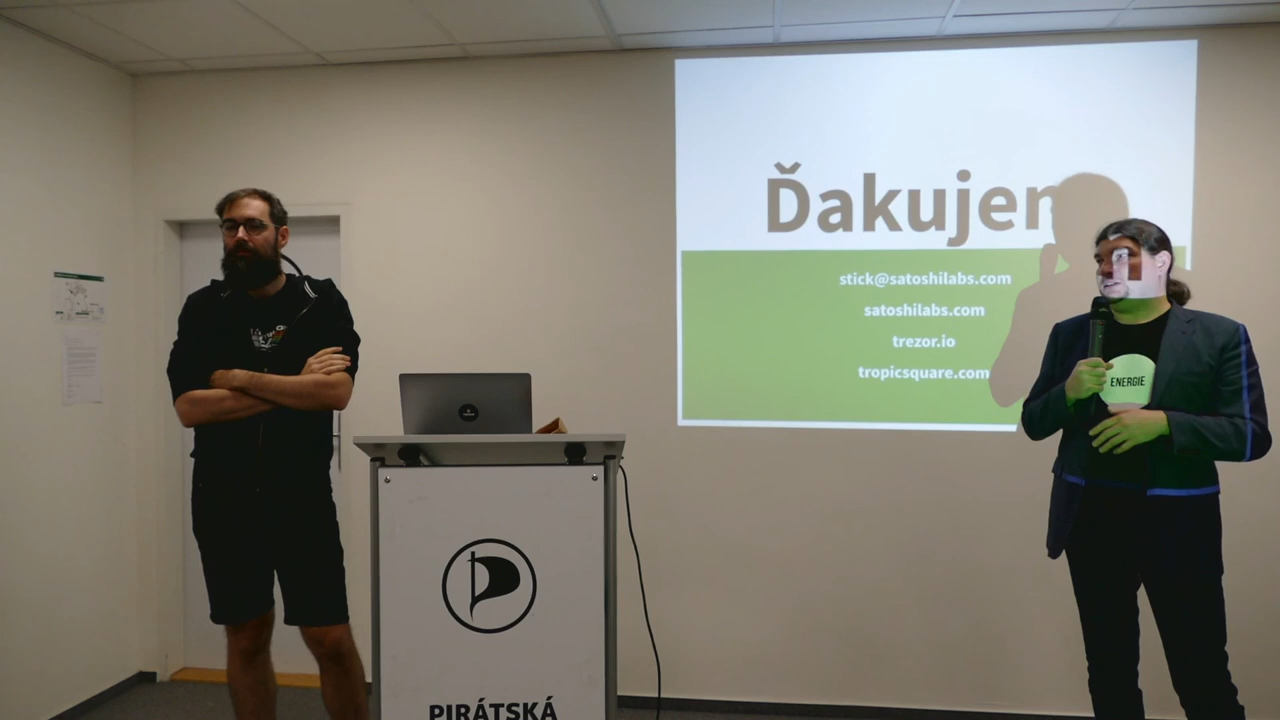 Ďakujem
stick@satoshilabs.com
satoshilabs.com
trezor.io
tropicsquare.com
ENERGIE
PIRÁTSKÁ